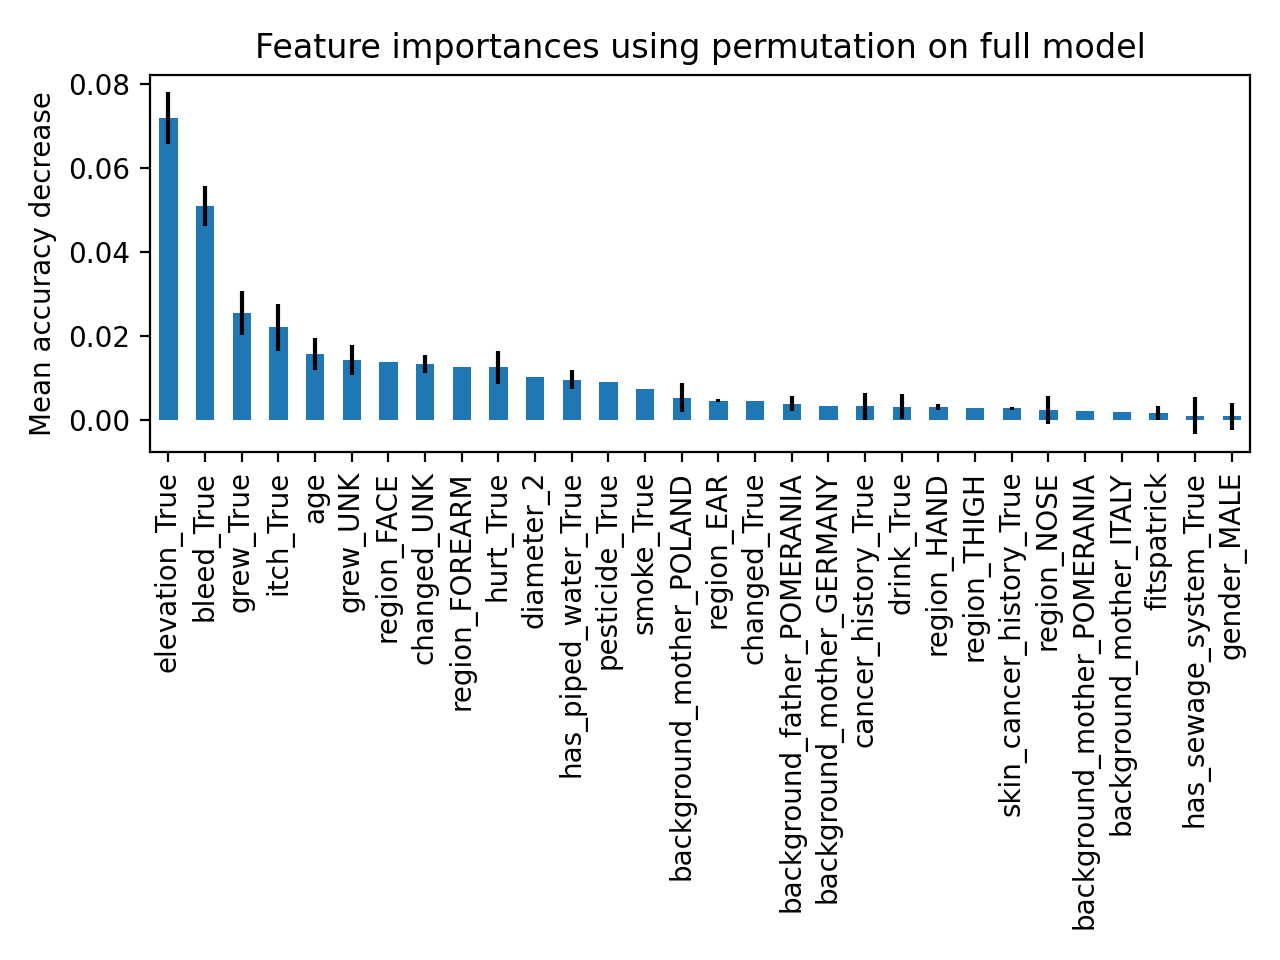 Feature importances using permutation on full model
Mean accuracy decrease
0.08
0.06
0.04
0.02
0.00
elevation_True
bleed_True
grew_True
itch_True
age
grew_UNK
region_FACE
changed_UNK
region_FOREARM
hurt_True
diameter_2
has_piped_water_True
pesticide_True
smoke_True
background_mother_POLAND
region_EAR
changed_True
background_father_POMERANIA
background_mother_GERMANY
cancer_history_True
drink_True
region_HAND
region_THIGH
skin_cancer_history_True
region_NOSE
background_mother_POMERANIA
background_mother_ITALY
fitspatrick
has_sewage_system_True
gender_MALE